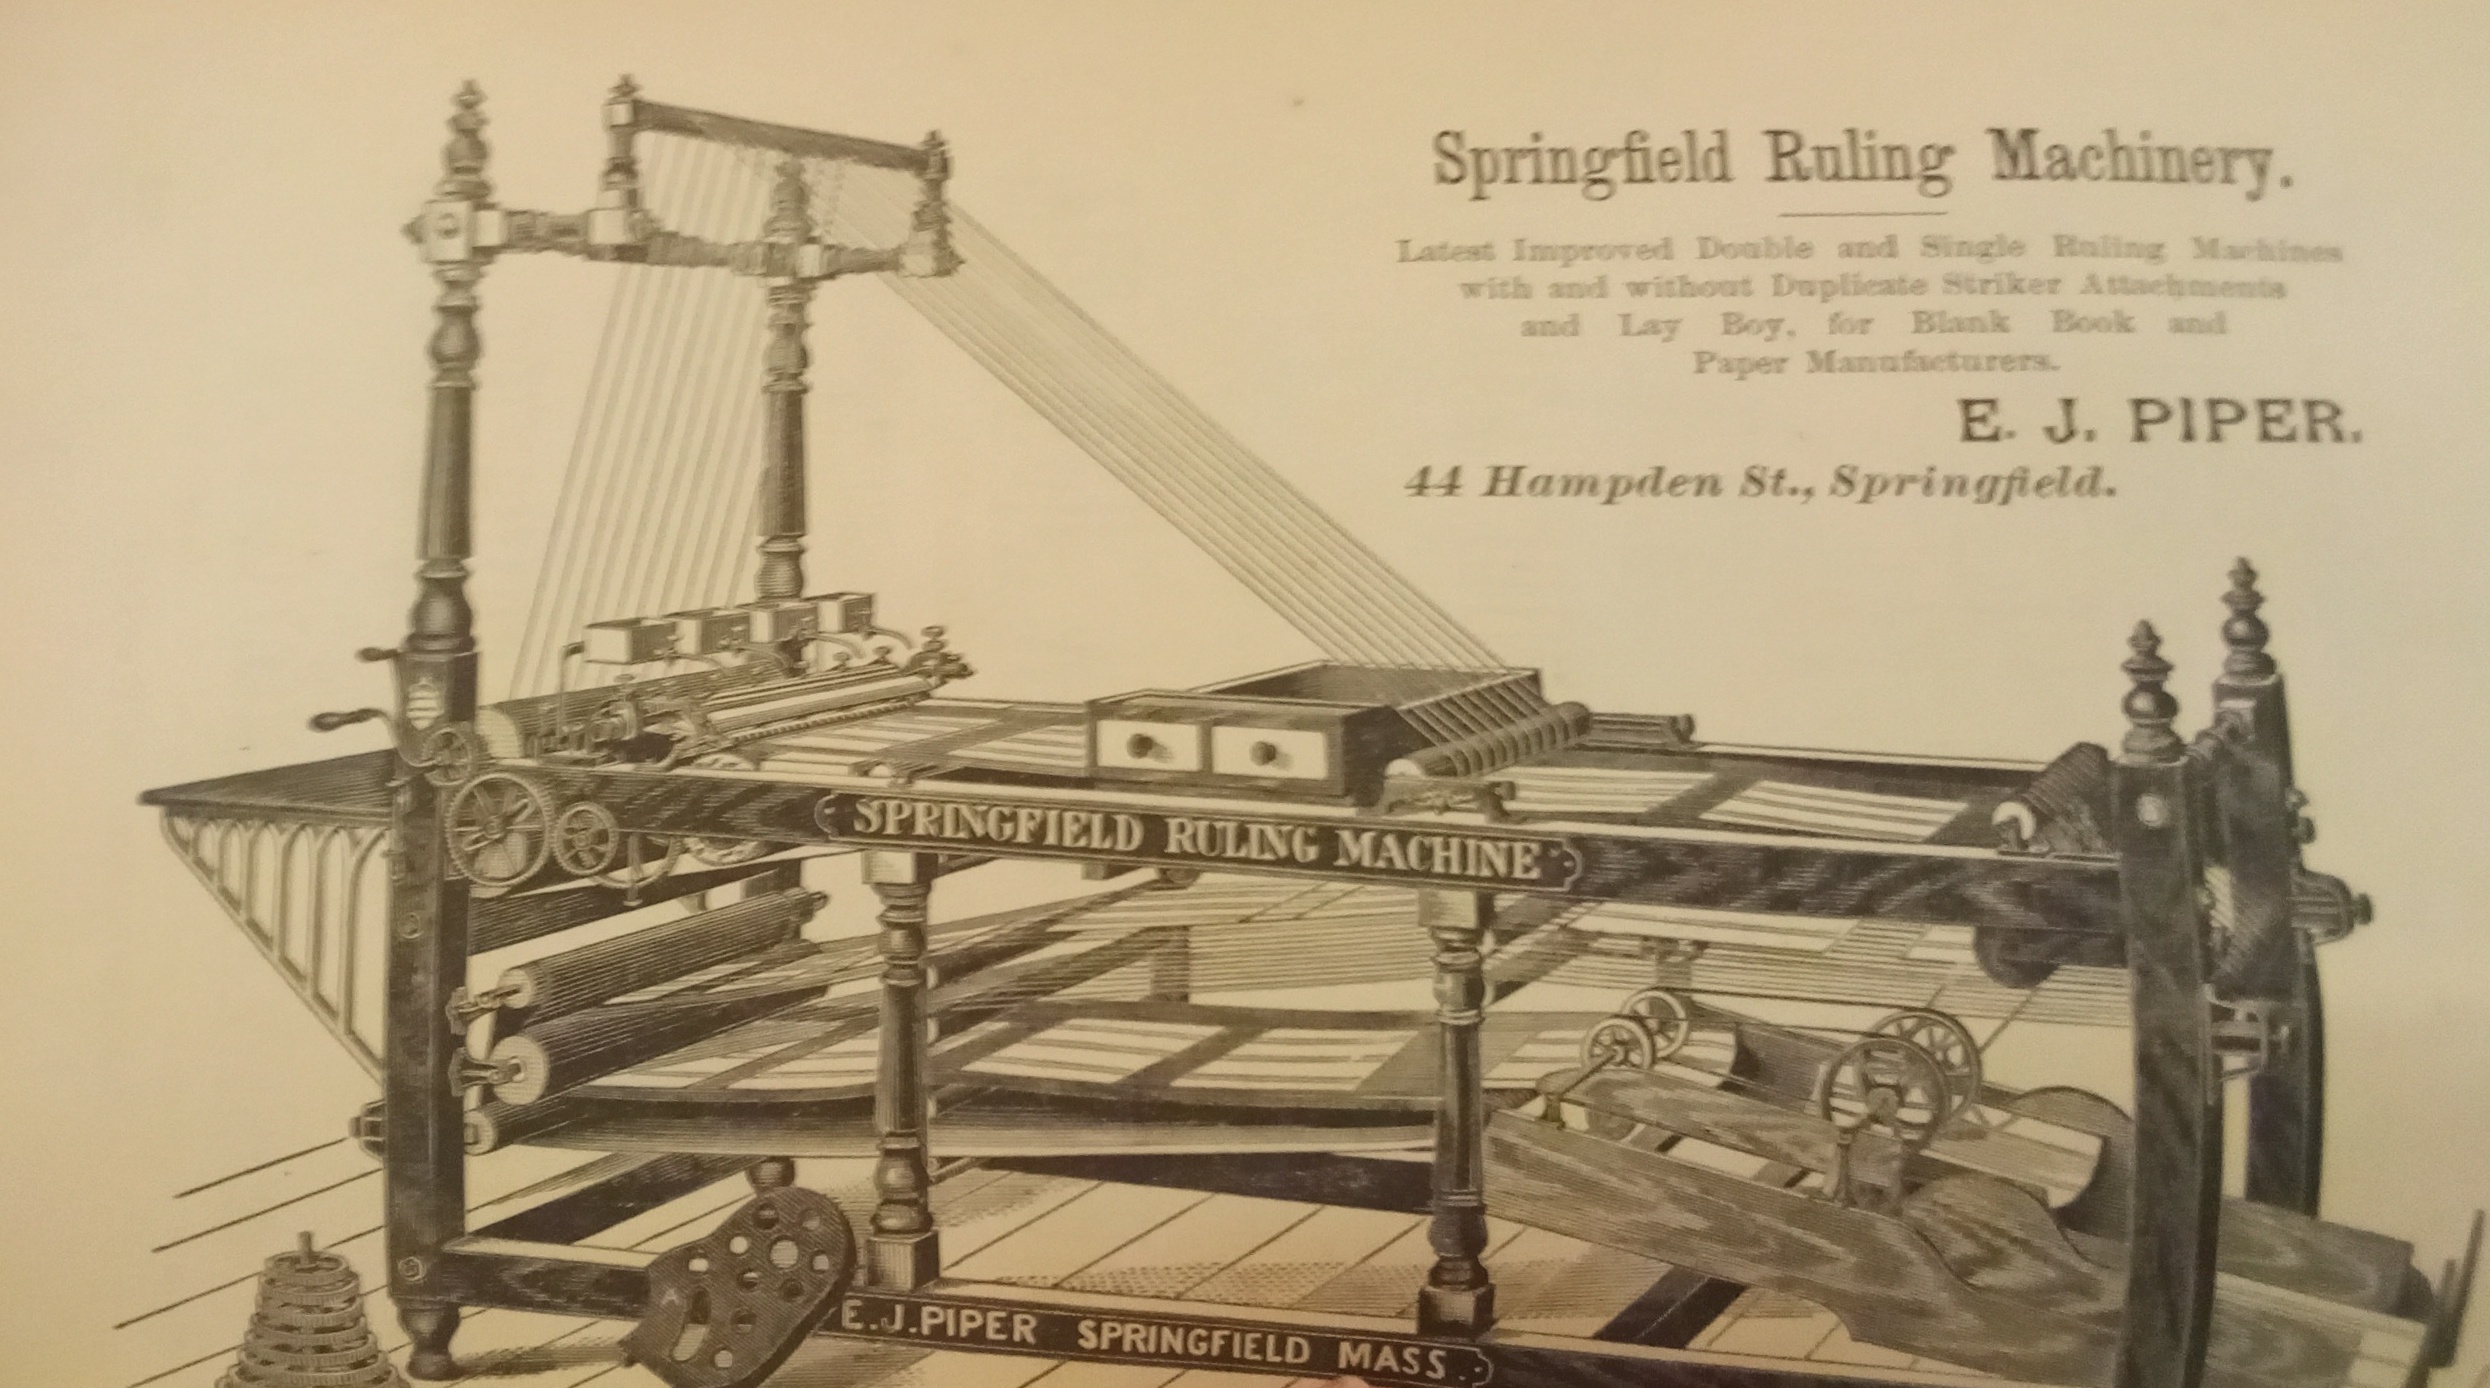 Springfield Ruling Machinery.
Latest Improved Double and Single Ruling Machines
with and without Duplicate Striker Attachments
and Lay Boy, for Blank Book and
Paper Manufacturers.
E. J. PIPER.
44 Hampden St., Springfield.
SPRINGFIELD RULING MACHINE
E.J.PIPER SPRINGFIELD MASS.